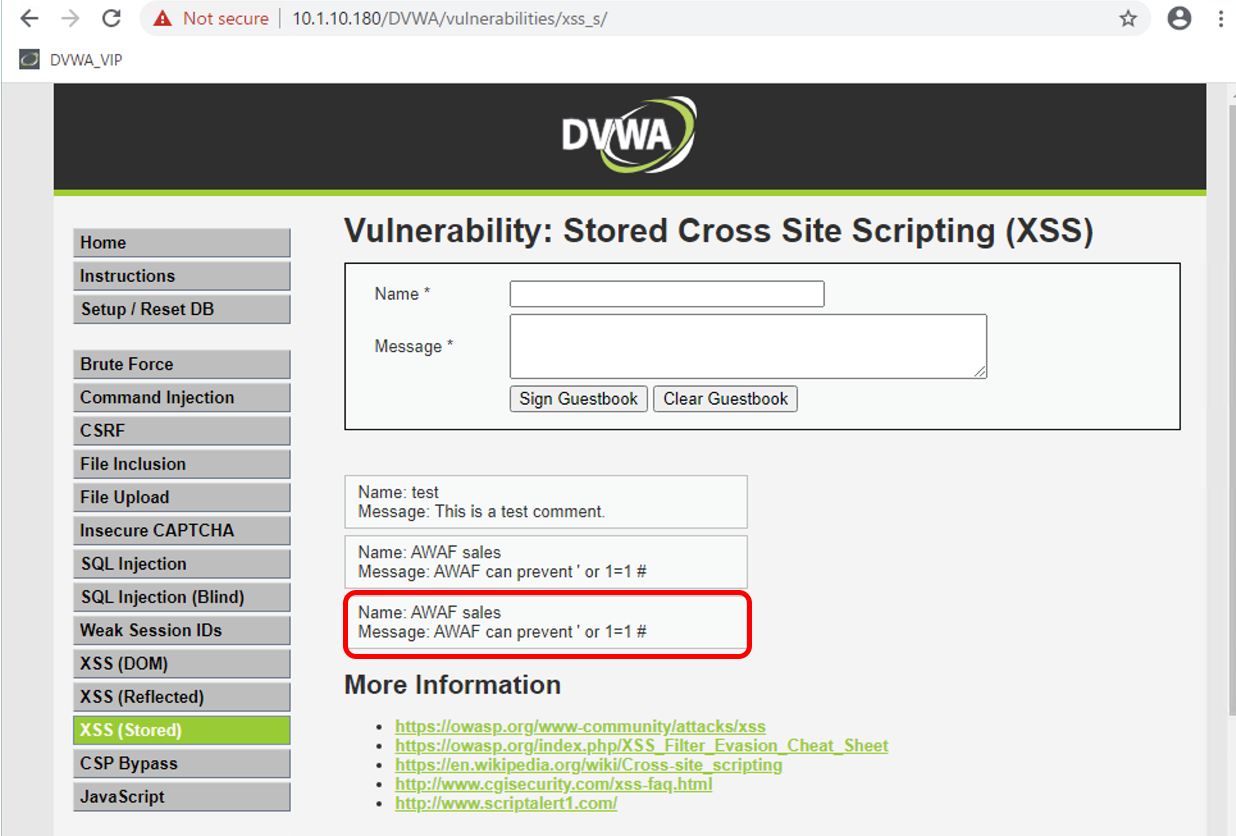 Not secure 10.1.10.180/DVWA/vulnerabilities/xss_s/
DVWA_VIP
DVWA
Home
Instructions
Setup / Reset DB
Brute Force
Command Injection
CSRF
File Inclusion
File Upload
Insecure CAPTCHA
SQL Injection
SQL Injection (Blind)
Weak Session IDs
XSS (DOM)
XSS (Reflected)
XSS (Stored)
CSP Bypass
JavaScript
Vulnerability: Stored Cross Site Scripting (XSS)
Name *
Message *
Sign Guestbook Clear Guestbook
Name: test
Message: This is a test comment.
Name: AWAF sales
Message: AWAF can prevent ' or 1=1 #
Name: AWAF sales
Message: AWAF can prevent ' or 1=1 #
More Information
https://owasp.org/www-community/attacks/xss
https://owasp.org/index.php/XSS_Filter_Evasion_Cheat_Sheet
https://en.wikipedia.org/wiki/Cross-site_scripting
http://www.cgisecurity.com/xss-faq.html
http://www.scriptalert1.com/